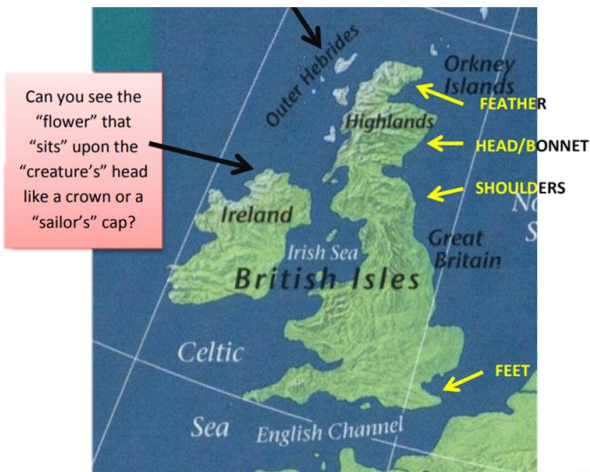 Outer Hebrides
Orkney
Islands
FEATHER
Highlands
HEAD/BONNET
Can you see the
“flower” that
“sits” upon the
“creature’s” head
like a crown or a
“sailor’s” cap?
SHOULDERS
No
S
Ireland
Great
Britain
Irish Sea
British Isles
Celtic
Sea
FEET
English Channel